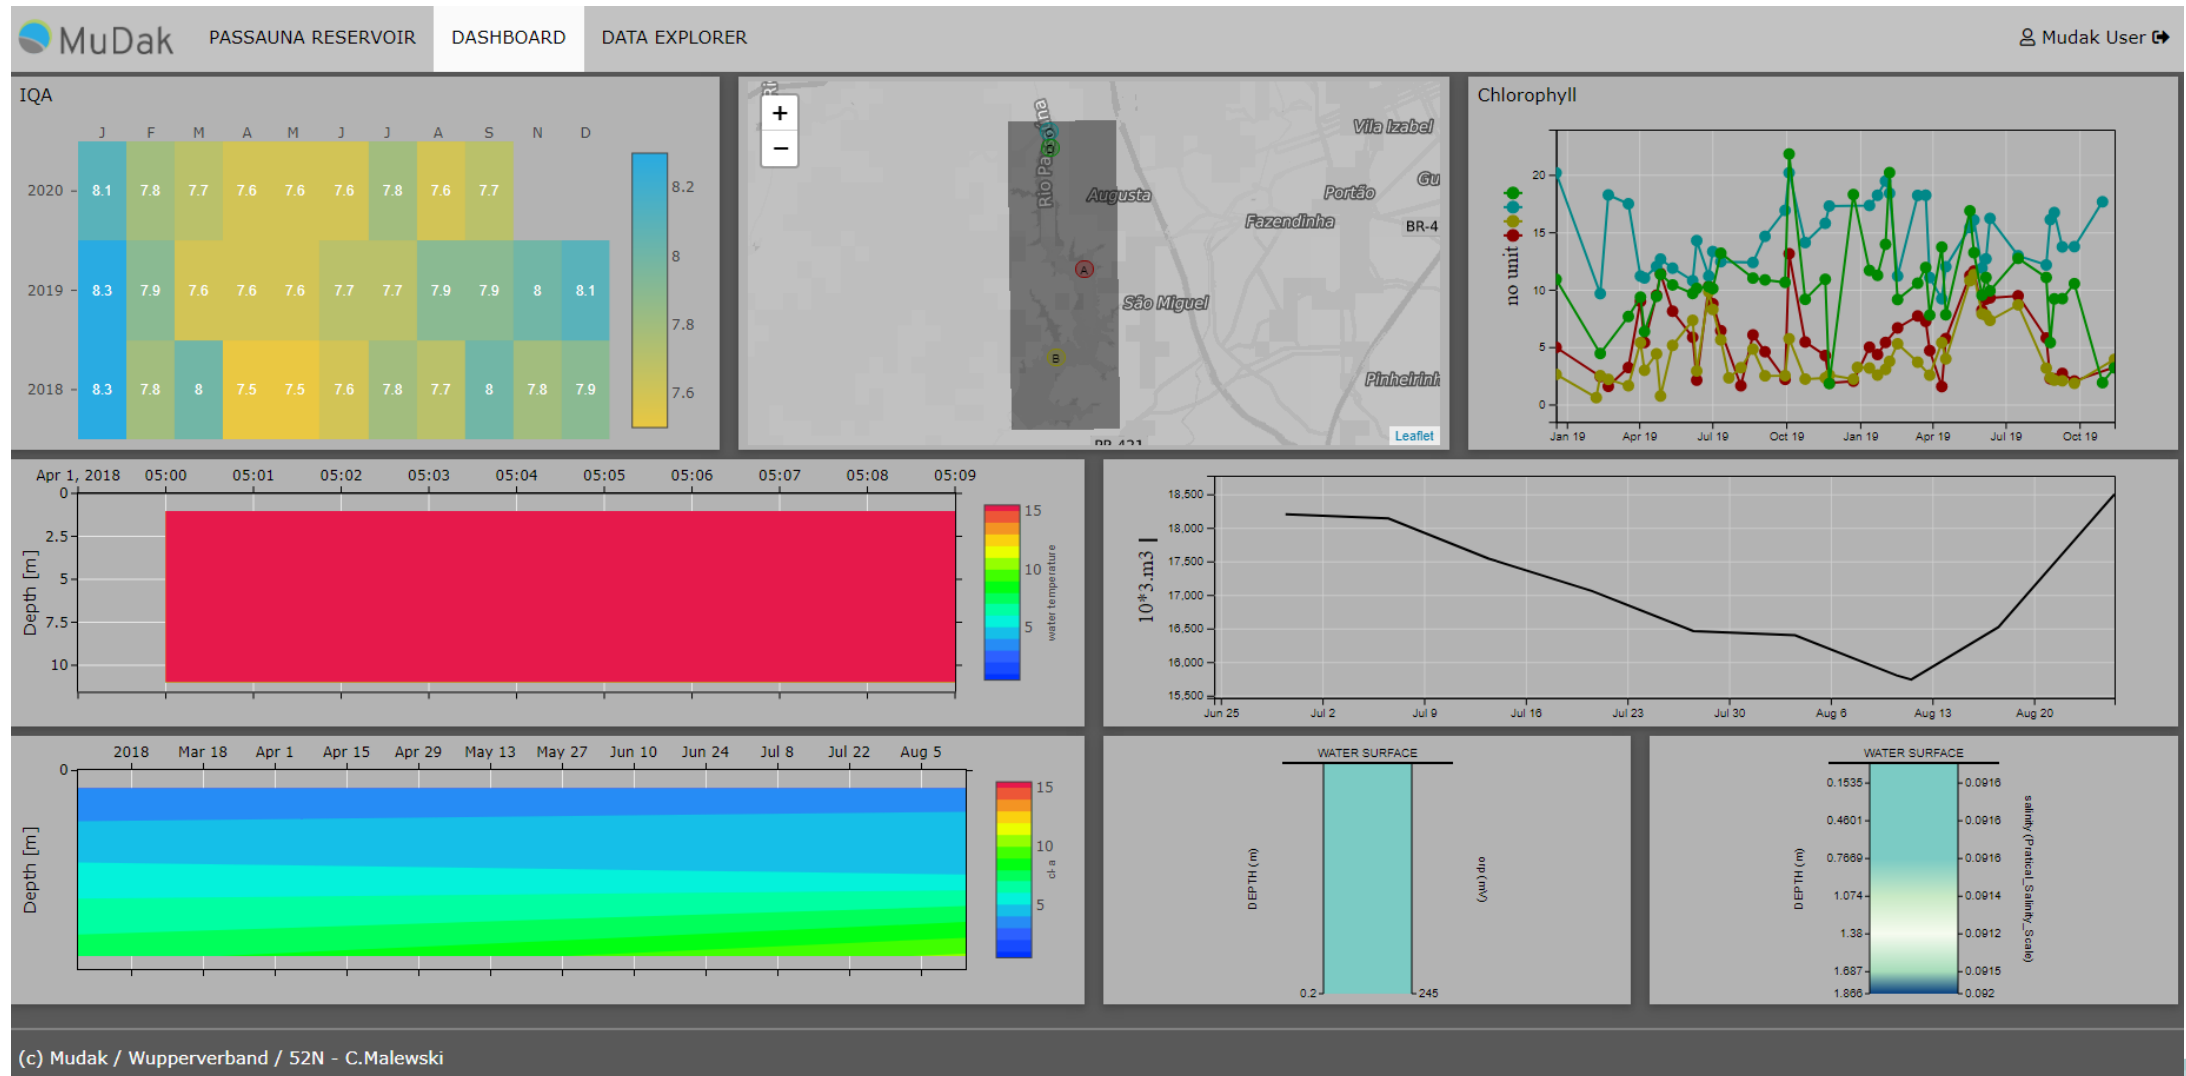 MuDak PASSAUNA RESERVOIR DASHBOARD DATA EXPLORER Mudak User
IQA
J F M A M J J A S N D
2020 8.1 7.8 7.7 7.6 7.6 7.6 7.8 7.6 7.7
2019 8.3 7.9 7.6 7.6 7.6 7.7 7.7 7.9 7.9 8 8.1
2018 8.3 7.8 8 7.5 7.5 7.6 7.8 7.7 8 7.8 7.9
8.2
8
7.8
7.6
+
−
Rio Passaúna
Vila Izabel
Augusta
Portão
Gu
Fazendinha
BR-4
A
São Miguel
B
Pinheirinh
BR-421
Leaflet
Chlorophyll
no unit
20
15
10
5
0
Jan 19 Apr 19 Jul 19 Oct 19 Jan 19 Apr 19 Jul 19 Oct 19
Apr 1, 2018 05:00 05:01 05:02 05:03 05:04 05:05 05:06 05:07 05:08 05:09
Depth [m]
0
2.5
5
7.5
10
15
10
5
water temperature
10*3.m3
18,500
18,000
17,500
17,000
16,500
16,000
15,500
Jun 25 Jul 2 Jul 9 Jul 16 Jul 23 Jul 30 Aug 6 Aug 13 Aug 20
2018 Mar 18 Apr 1 Apr 15 Apr 29 May 13 May 27 Jun 10 Jun 24 Jul 8 Jul 22 Aug 5
0
Depth [m]
15
10
5
cl- a
WATER SURFACE
DEPTH (m)
orp (mV)
0.2 245
WATER SURFACE
DEPTH (m)
0.1535 0.0916
0.4601 0.0916
0.7669 0.0916
1.074 0.0914
1.38 0.0912
1.687 0.0915
1.866 0.092
salinity (Pratical_Salinity_Scale)
(c) Mudak / Wupperverband / 52N - C.Malewski